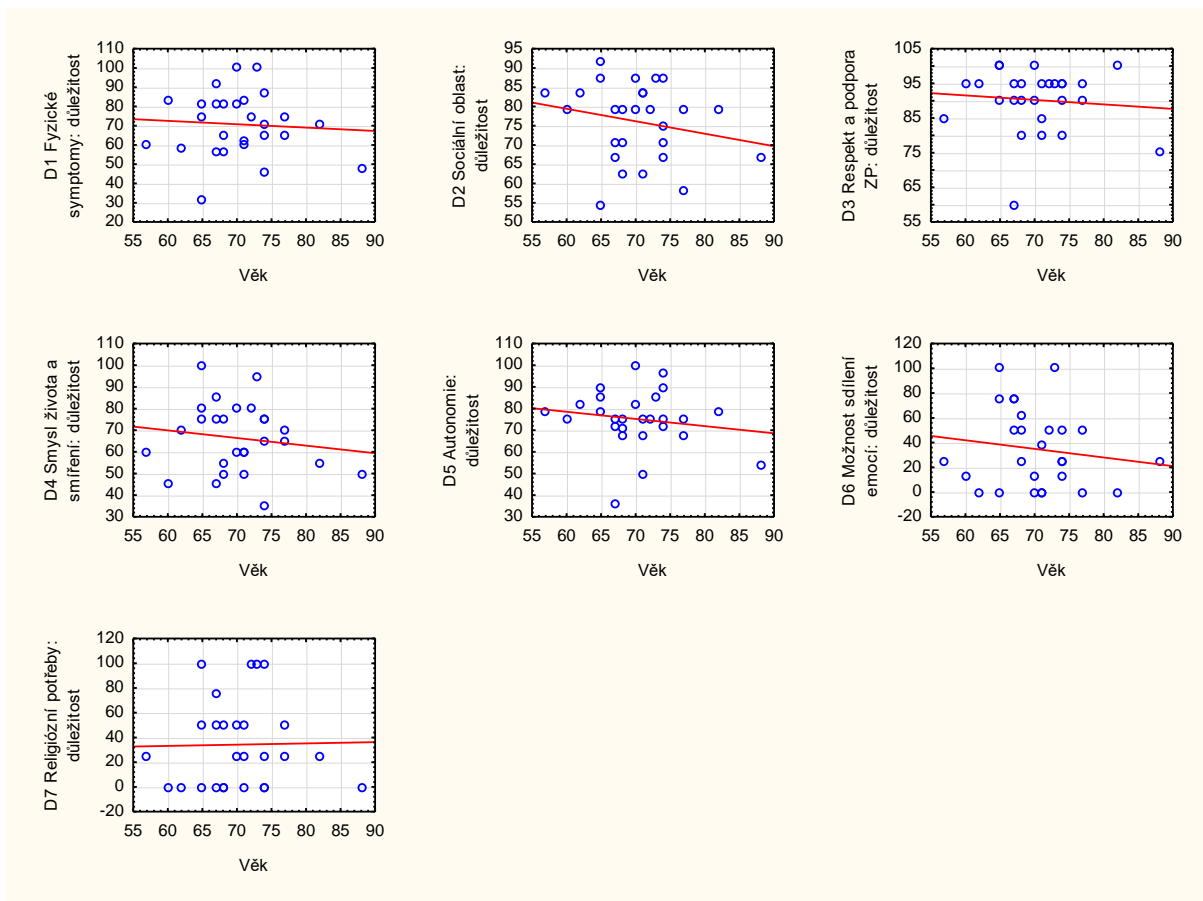 D1 Fyzické
symptomy: důležitost
110
100
90
80
70
60
50
40
30
20
55 60 65 70 75 80 85 90
Věk
D2 Sociální oblast:
důležitost
95
90
85
80
75
70
65
60
55
50
55 60 65 70 75 80 85 90
Věk
D3 Respekt a podpora
ZP: důležitost
105
95
85
75
65
55
55 60 65 70 75 80 85 90
Věk
D4 Smysl života a
smíření: důležitost
110
100
90
80
70
60
50
40
30
55 60 65 70 75 80 85 90
Věk
D5 Autonomie:
důležitost
110
100
90
80
70
60
50
40
30
55 60 65 70 75 80 85 90
Věk
D6 Možnost sdílení
emocí: důležitost
120
100
80
60
40
20
0
-20
55 60 65 70 75 80 85 90
Věk
D7 Religiózní potřeby:
důležitost
120
100
80
60
40
20
0
-20
55 60 65 70 75 80 85 90
Věk